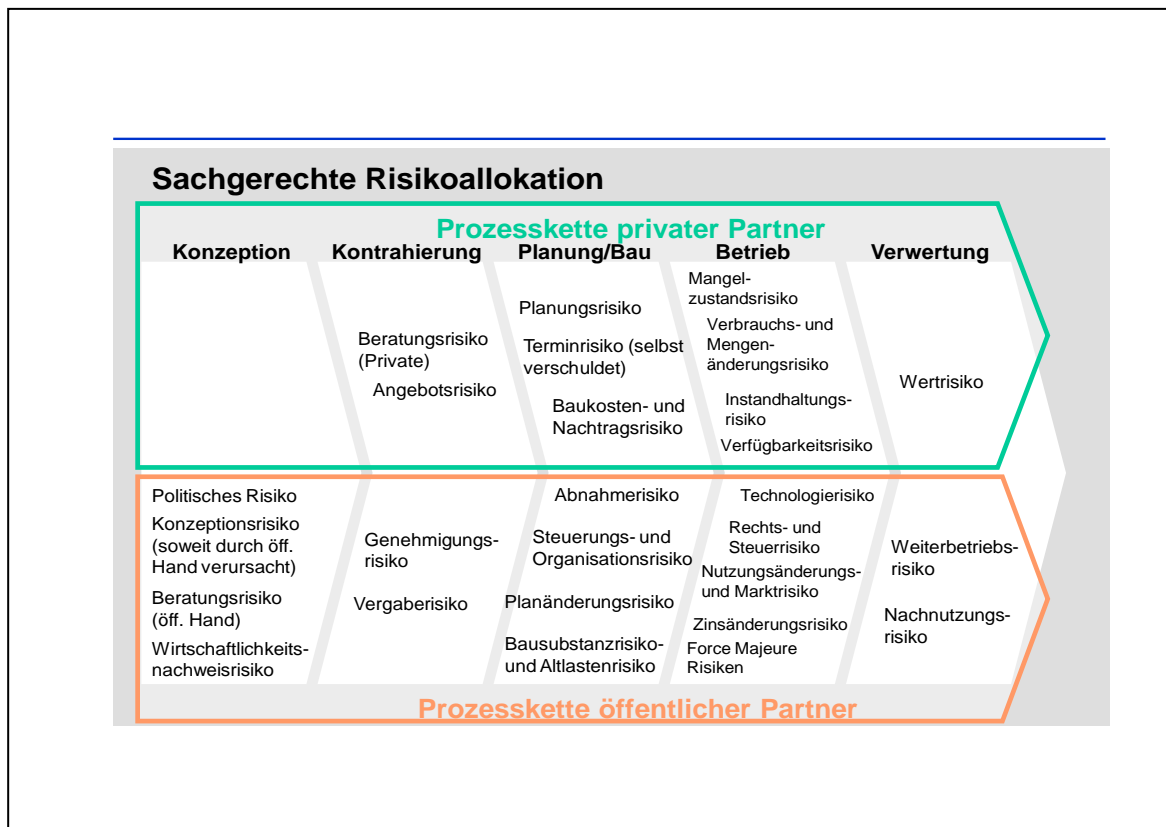 Sachgerechte Risikoallokation
Prozesskette privater Partner
Konzeption
Kontrahierung
Planung/Bau
Betrieb
Verwertung
Beratungsrisiko
(Private)
Angebotsrisiko
Planungsrisiko
Terminrisiko (selbst
verschuldet)
Baukosten- und
Nachtragsrisiko
Mangel-
zustandsrisiko
Verbrauchs- und
Mengen-
änderungsrisiko
Instandhaltungs-
risiko
Verfügbarkeitsrisiko
Wertrisiko
Politisches Risiko
Konzeptionsrisiko
(soweit durch öff.
Hand verursacht)
Beratungsrisiko
(öff. Hand)
Wirtschaftlichkeits-
nachweisrisiko
Genehmigungs-
risiko
Vergaberisiko
Abnahmerisiko
Steuerungs- und
Organisationsrisiko
Planänderungsrisiko
Bausubstanzrisiko-
und Altlastenrisiko
Technologierisiko
Rechts- und
Steuerrisiko
Nutzungsänderungs-
und Marktrisiko
Zinsänderungsrisiko
Force Majeure
Risiken
Weiterbetriebs-
risiko
Nachnutzungs-
risiko
Prozesskette öffentlicher Partner